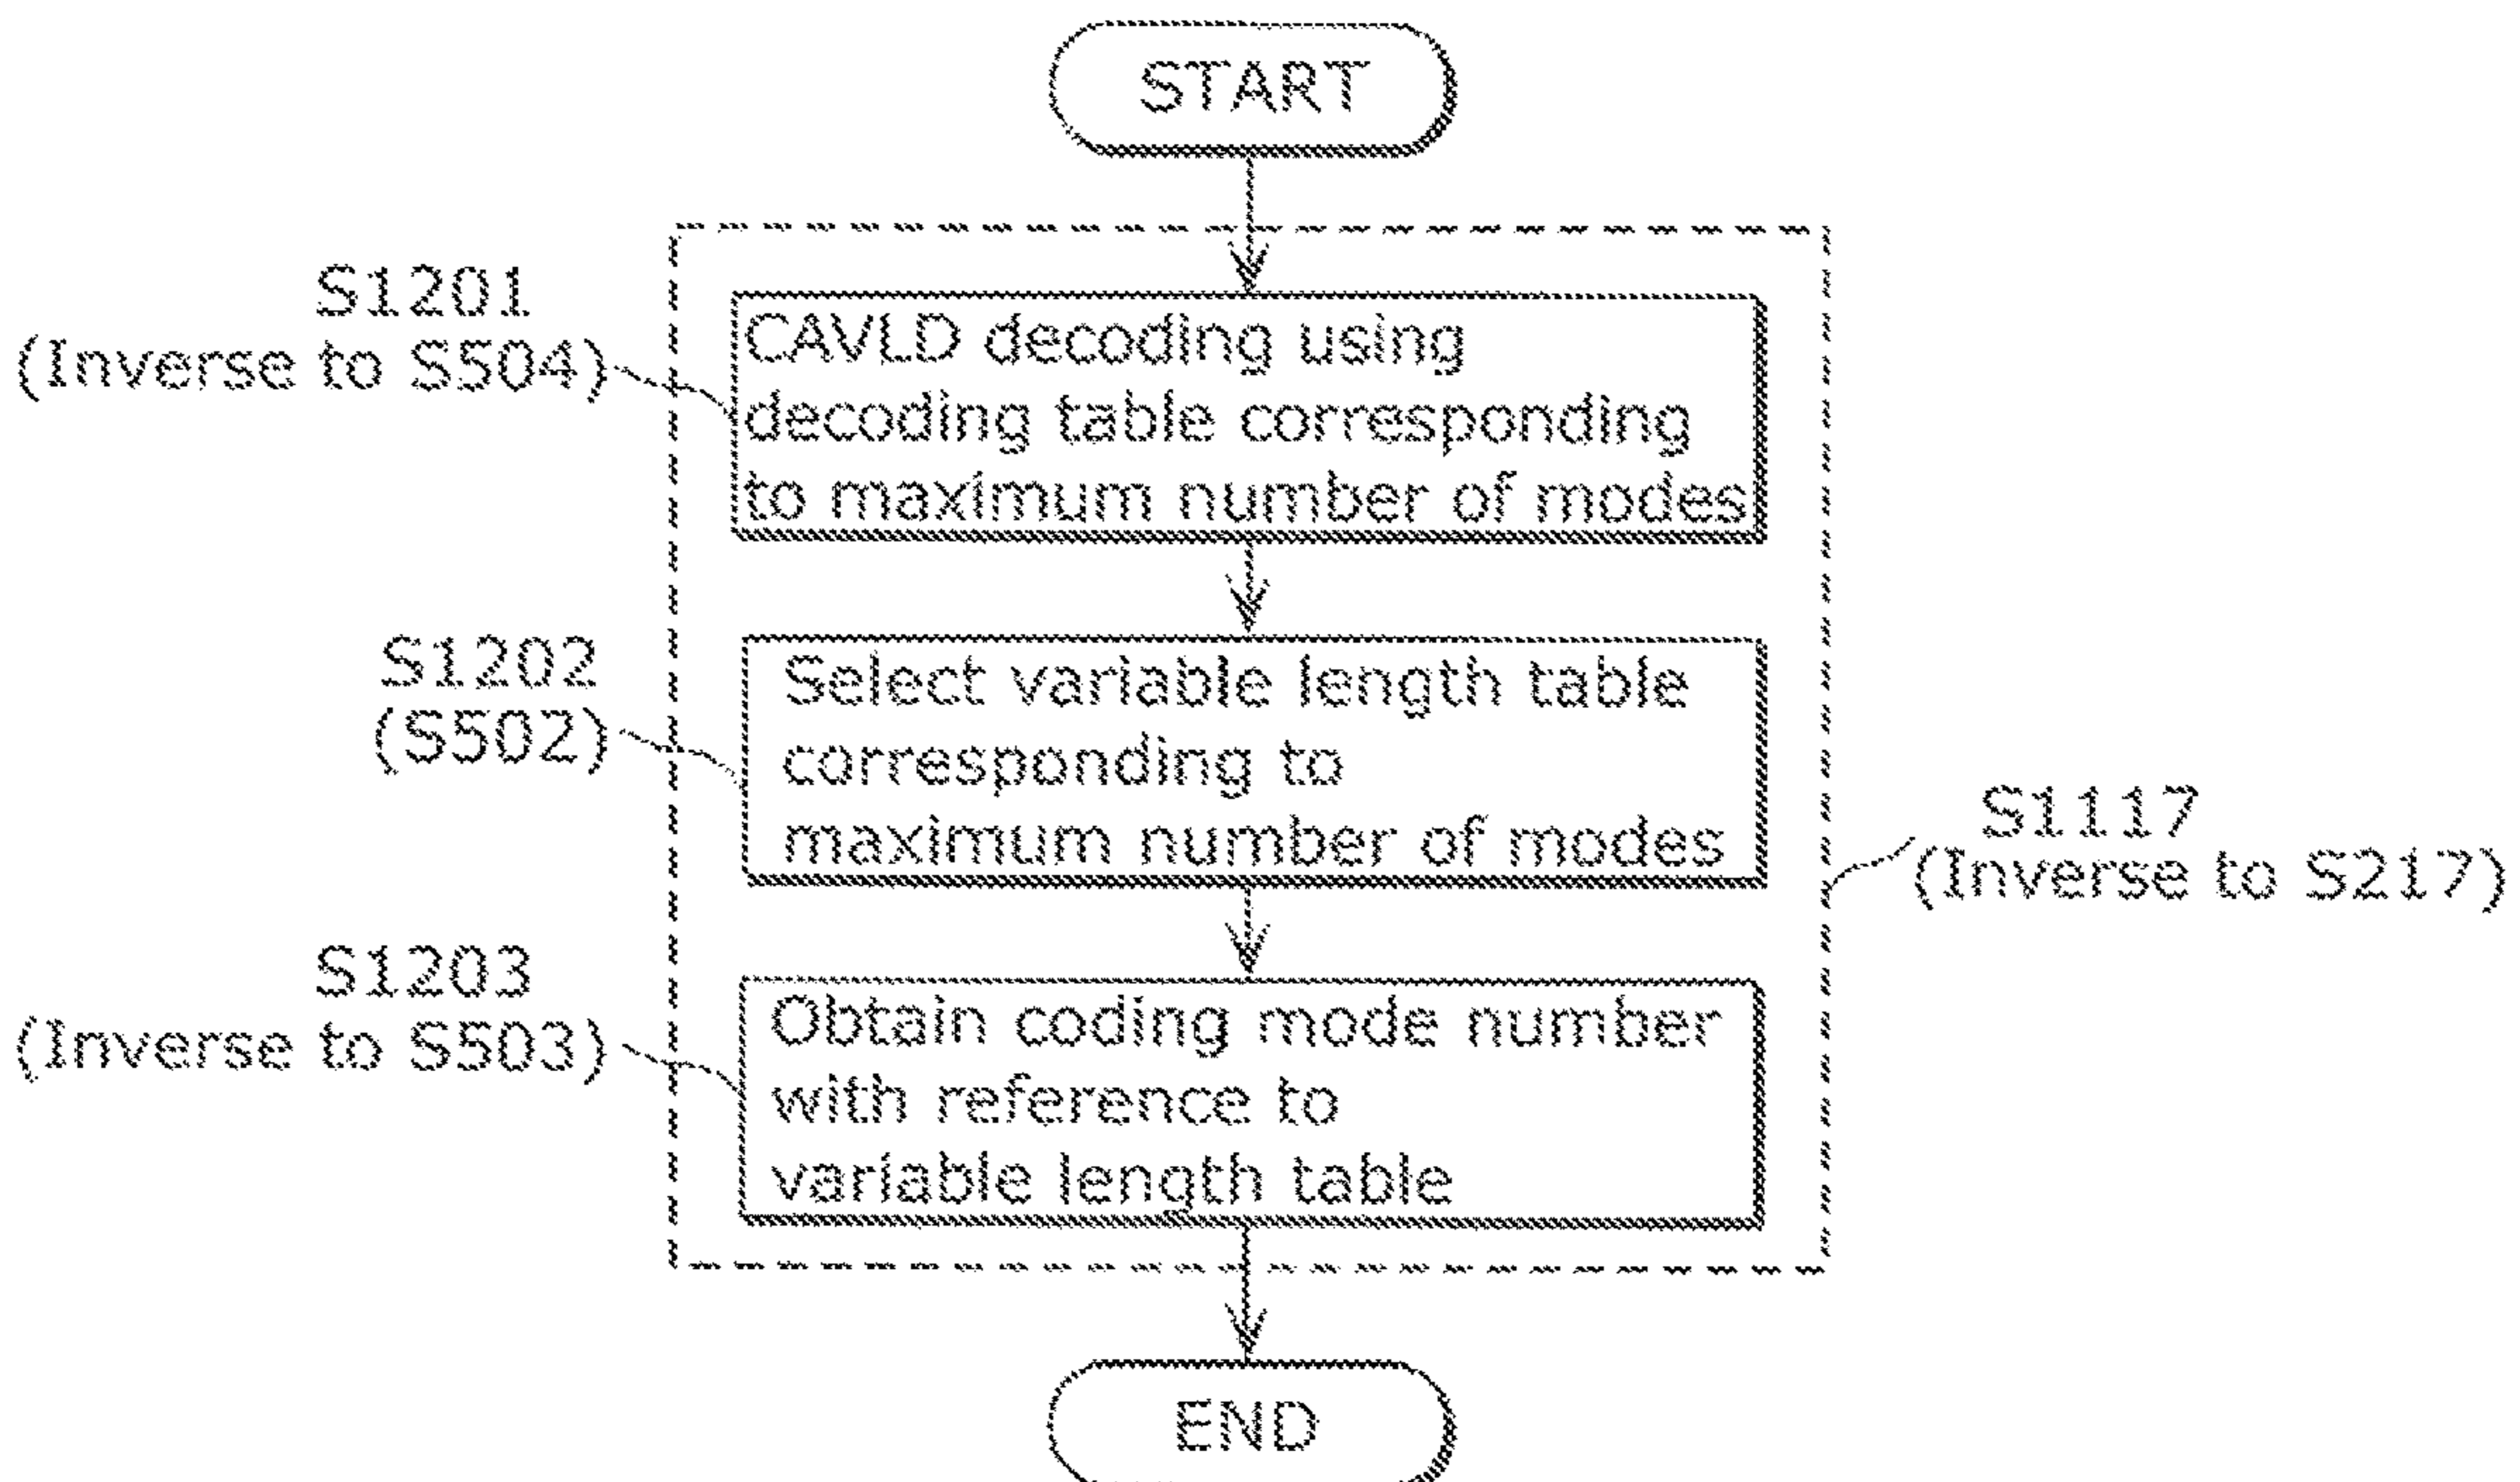 START
S1201
(Inverse to S504)
CAVLD decoding using
decoding table corresponding
to maximum number of modes
S1202
(S502)
Select variable length table
corresponding to
maximum number of modes
S1117
(Inverse to S217)
S1203
(Inverse to S503)
Obtain coding mode number
with reference to
variable length table
END